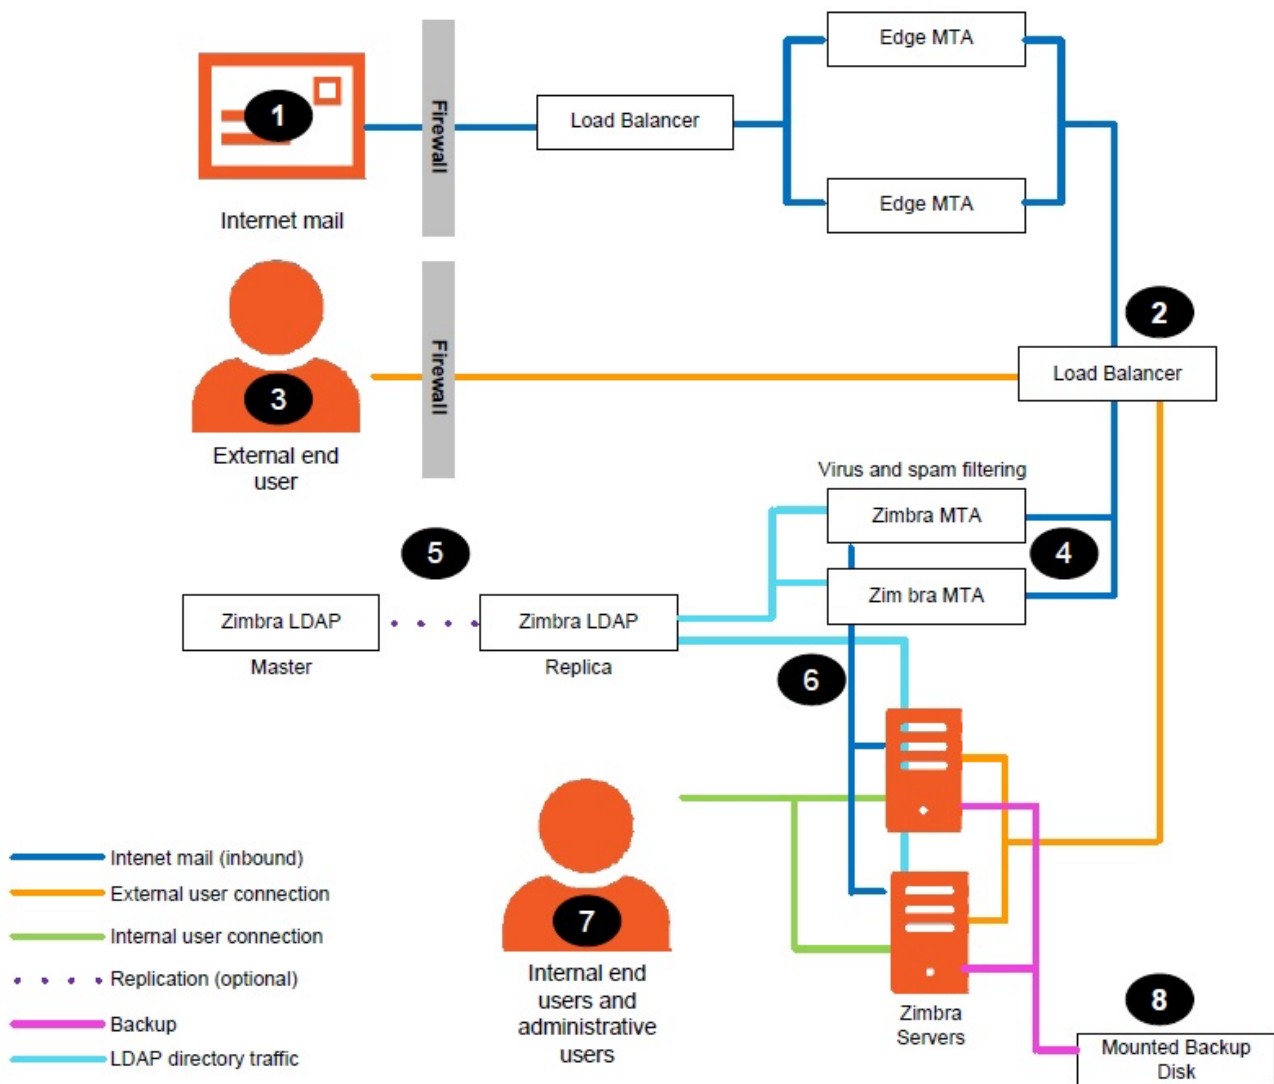 Edge MTA
1
Firewall
Load Balancer
Internet mail
Edge MTA
2
Firewall
Load Balancer
3
External end
user
Virus and spam filtering
Zimbra MTA
5
4
Zimbra LDAP
Zimbra LDAP
Zim bra MTA
Master
Replica
6
Intenet mail (inbound)
External user connection
Internal user connection
Replication (optional)
Backup
LDAP directory traffic
7
Internal end
users and
administrative
users
Zimbra
Servers
8
Mounted Backup
Disk